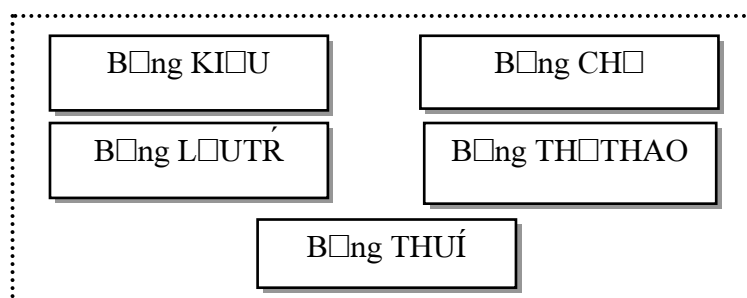 B□ng KI□U
B□ng CH□
B□ng L□UTŔ
B□ng TH□THAO
B□ng THUÍ